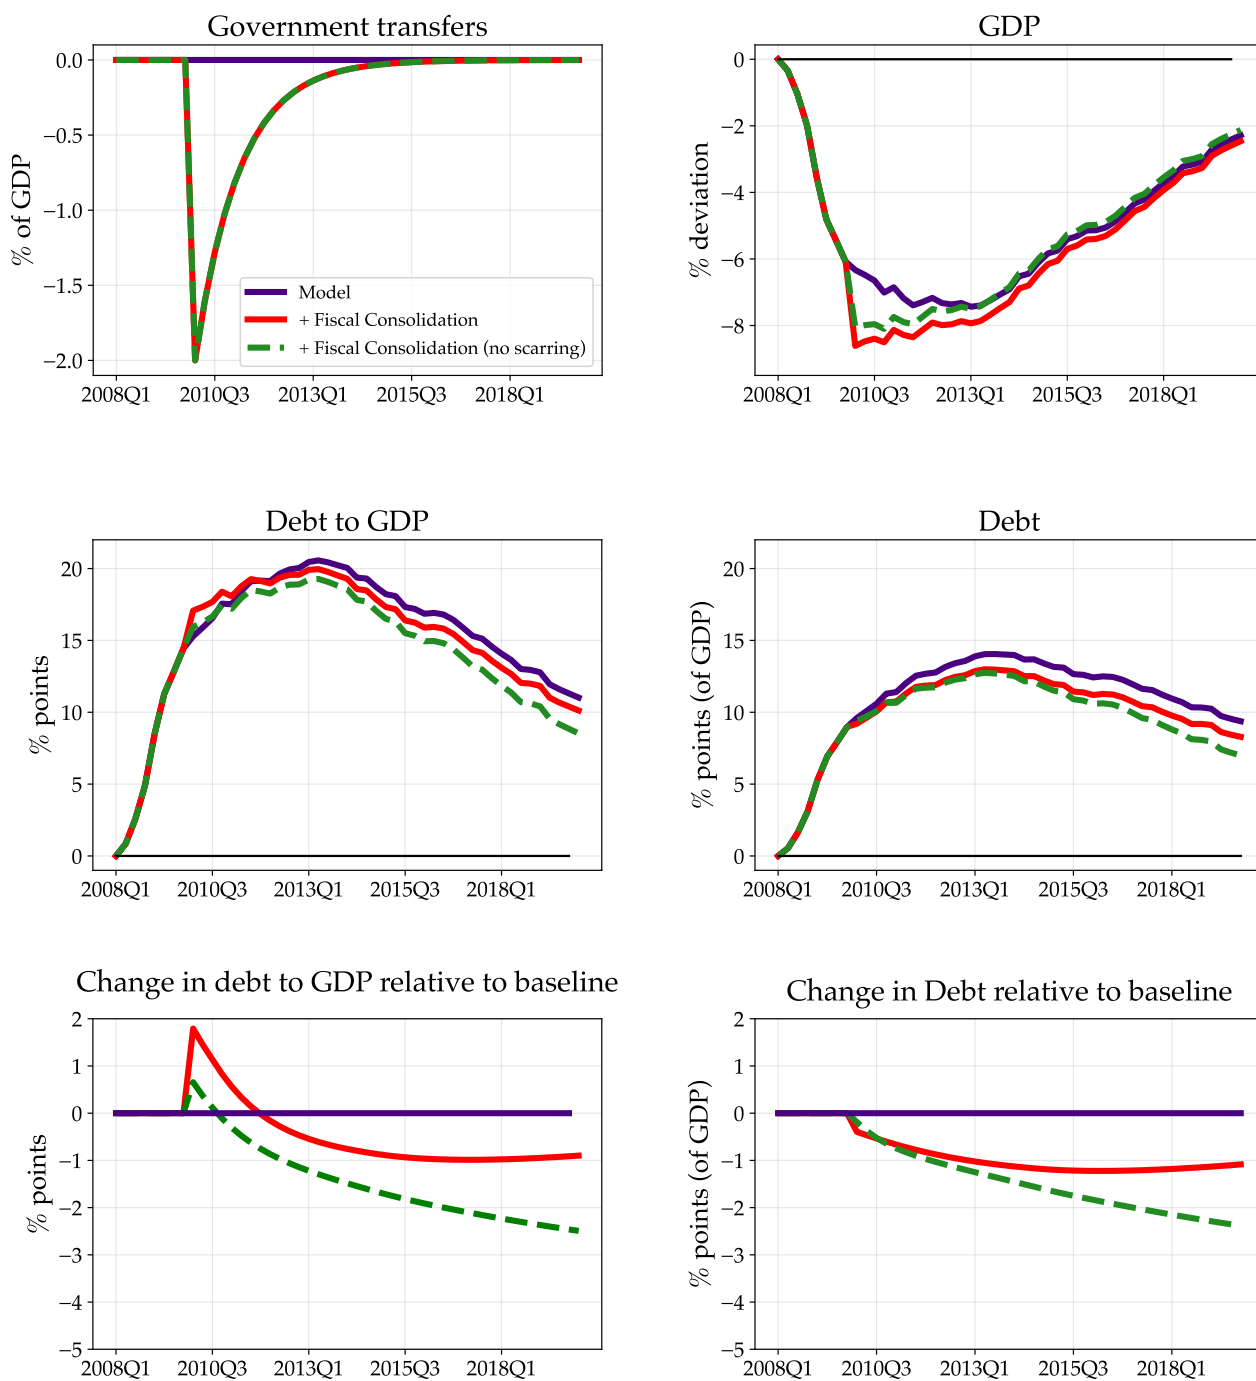 Government transfers
% of GDP
0.0
−0.5
−1.0
−1.5
−2.0
Model
+ Fiscal Consolidation
+ Fiscal Consolidation (no scarring)
2008Q1 2010Q3 2013Q1 2015Q3 2018Q1
GDP
% deviation
0
−2
−4
−6
−8
2008Q1 2010Q3 2013Q1 2015Q3 2018Q1
Debt to GDP
% points
20
15
10
5
0
2008Q1 2010Q3 2013Q1 2015Q3 2018Q1
Debt
% points (of GDP)
20
15
10
5
0
2008Q1 2010Q3 2013Q1 2015Q3 2018Q1
Change in debt to GDP relative to baseline
% points
2
1
0
−1
−2
−3
−4
−5
2008Q1 2010Q3 2013Q1 2015Q3 2018Q1
Change in Debt relative to baseline
% points (of GDP)
2
1
0
−1
−2
−3
−4
−5
2008Q1 2010Q3 2013Q1 2015Q3 2018Q1